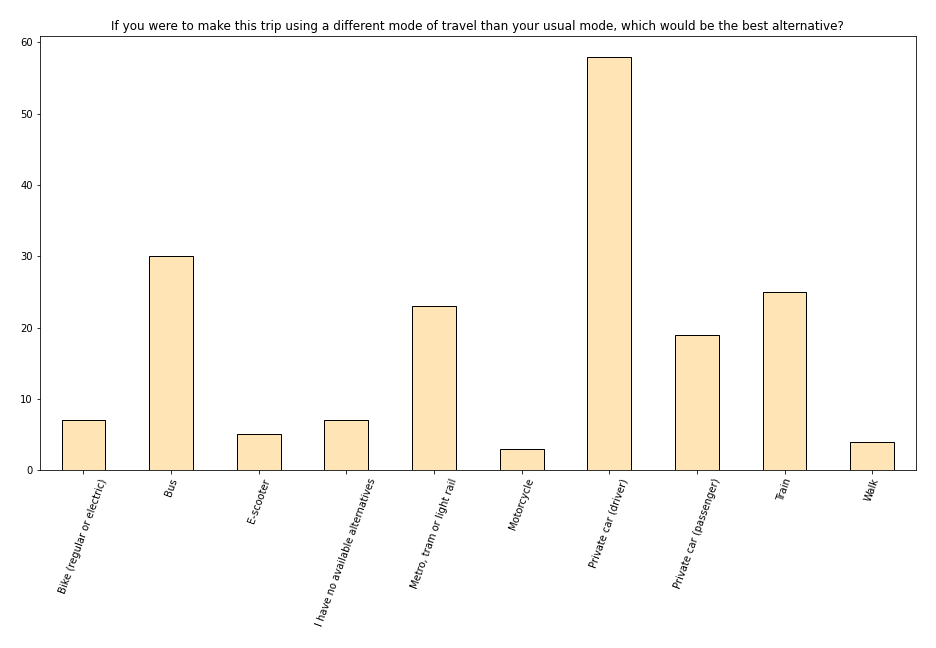 If you were to make this trip using a different mode of travel than your usual mode, which would be the best alternative?
60
50
40
30
20
10
0
Bike (regular or electric)
Bus
E-scooter
I have no available alternatives
Metro, tram or light rail
Motorcycle
Private car (driver)
Private car (passenger)
Train
Walk